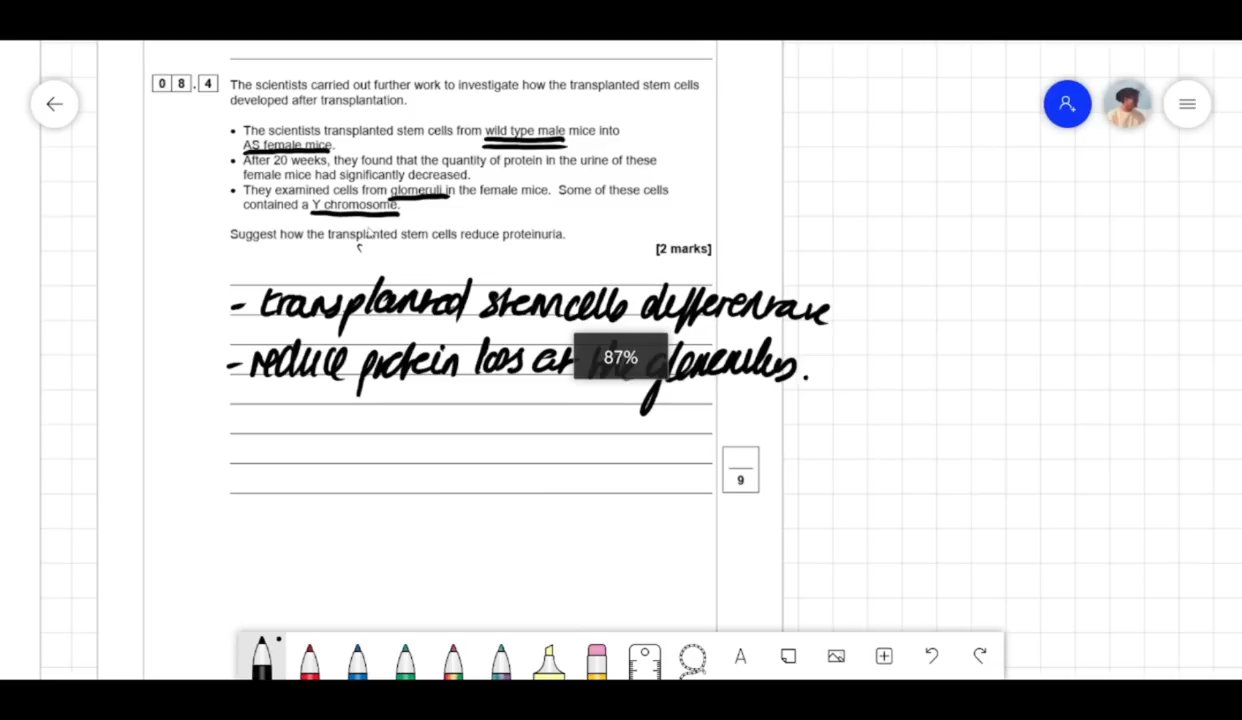 08.4 The scientists carried out further work to investigate how the transplanted stem cells
developed after transplantation.
• The scientists transplanted stem cells from wild type male mice into
AS female mice.
• After 20 weeks, they found that the quantity of protein in the urine of these
female mice had significantly decreased.
• They examined cells from glomeruli in the female mice. Some of these cells
contained a Y chromosome.
Suggest how the transplanted stem cells reduce proteinuria.
[2 marks]
- transplanted stem cells differentiate
- reduce protein loss at the glomerulus.
87%
9
A